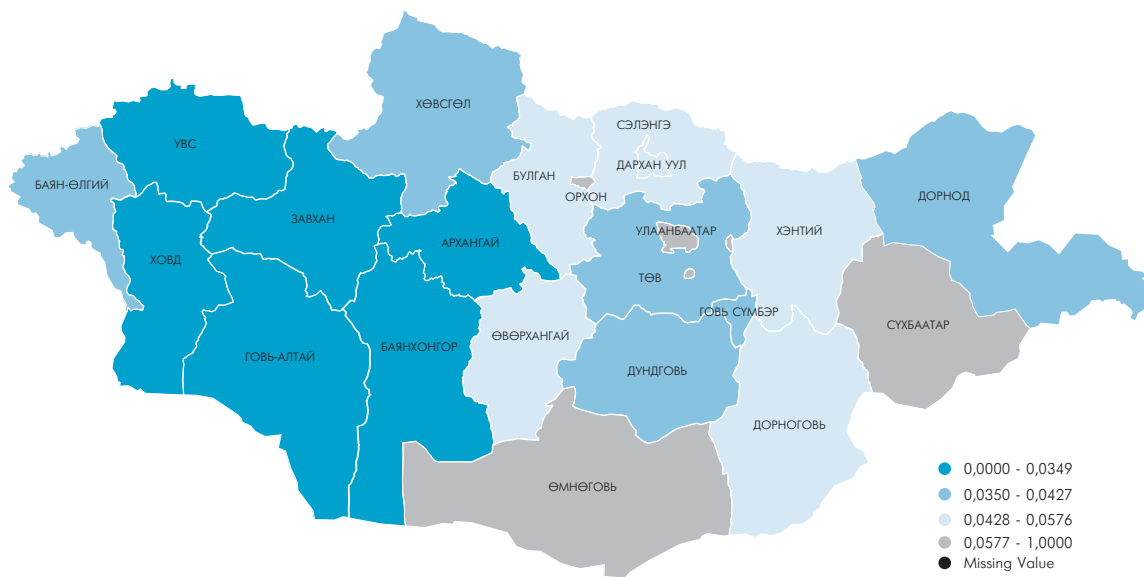 ХӨВСГӨЛ
СЭЛЭНГЭ
УВС
ДАРХАН УУЛ
БУЛГАН
БАЯН-ӨЛГИЙ
ОРХОН
ДОРНОД
ЗАВХАН
ХЭНТИЙ
УЛААНБААТАР
АРХАНГАЙ
ХОВД
ТӨВ
ГОВЬ СҮМБЭР
СҮХБААТАР
ӨВӨРХАНГАЙ
БАЯНХОНГОР
ГОВЬ-АЛТАЙ
ДУНДГОВЬ
ДОРНОГОВЬ
ӨМНӨГОВЬ
0,0000 - 0,0349
0,0350 - 0,0427
0,0428 - 0,0576
0,0577 - 1,0000
Missing Value